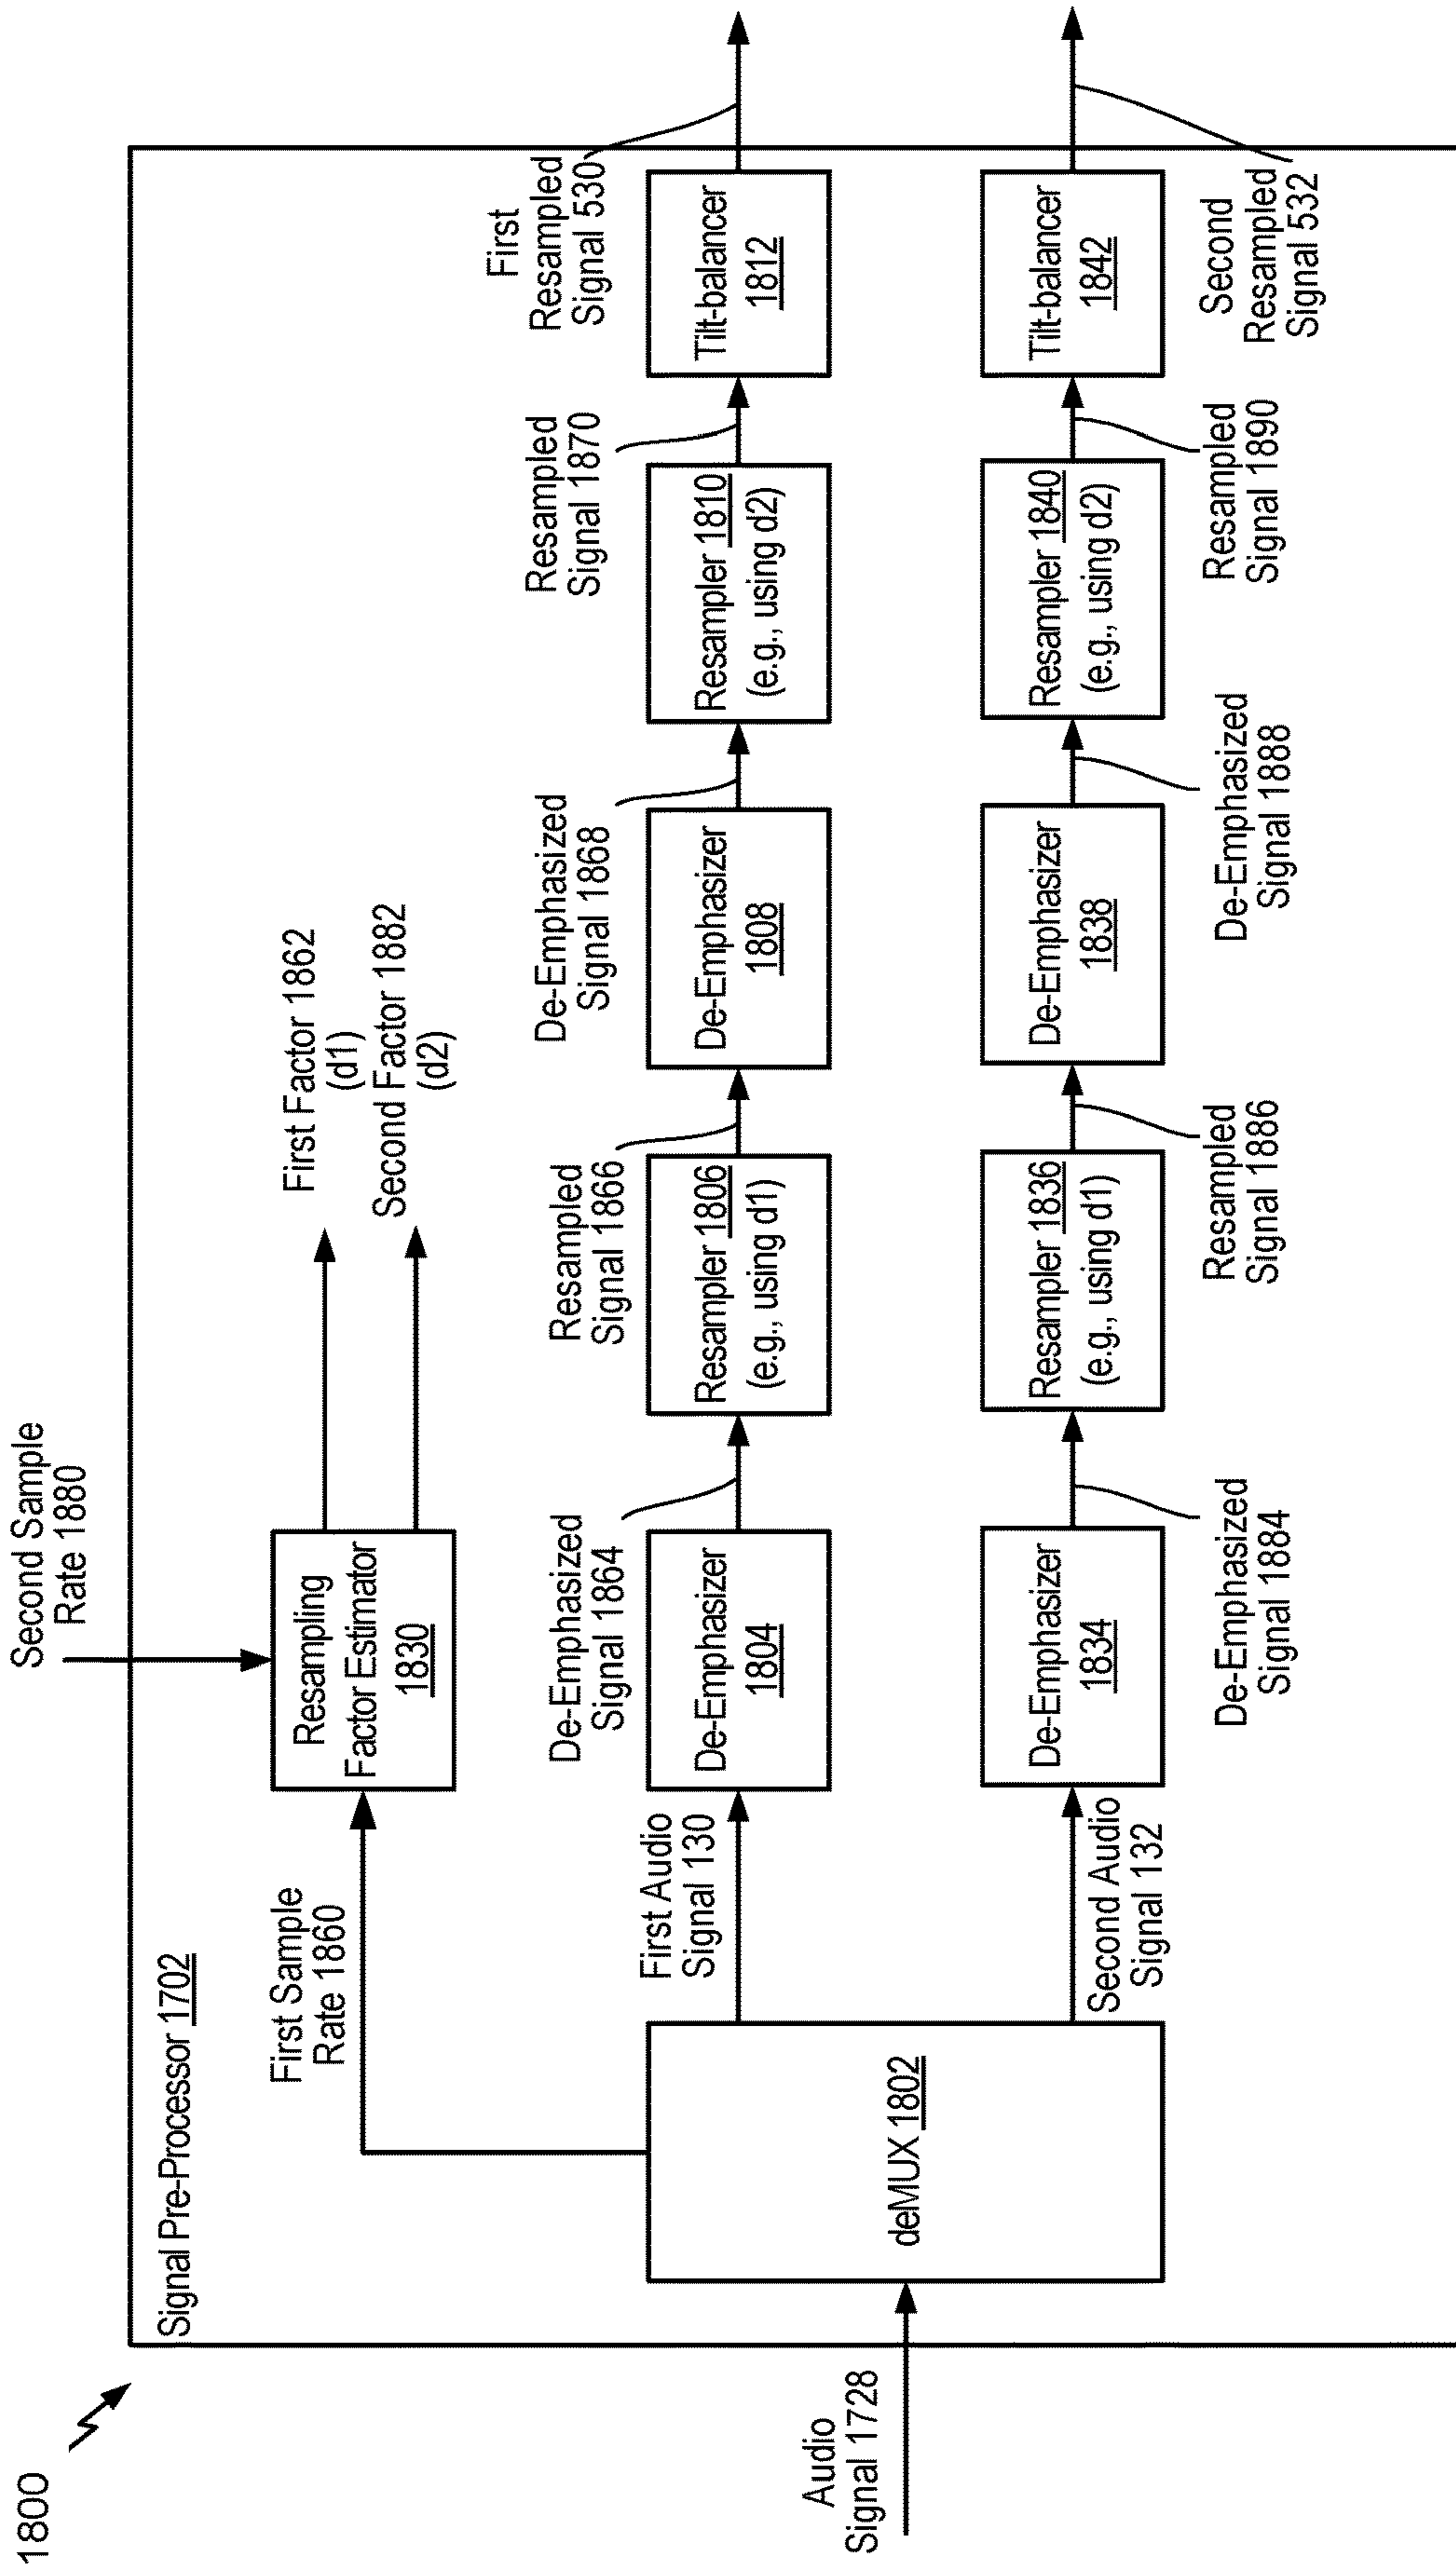 1800
Signal Pre-Processor 1702
Second Sample
Rate 1880
First Sample
Rate 1860
Resampling
Factor Estimator
1830
First Factor 1862
(d1)
Second Factor 1882
(d2)
Audio
Signal 1728
deMUX 1802
First Audio
Signal 130
De-Emphasizer
1804
De-Emphasized
Signal 1864
Resampler 1806
(e.g., using d1)
Resampled
Signal 1866
De-Emphasizer
1808
De-Emphasized
Signal 1868
Resampler 1810
(e.g., using d2)
Resampled
Signal 1870
Tilt-balancer
1812
First
Resampled
Signal 530
Second Audio
Signal 132
De-Emphasizer
1834
De-Emphasized
Signal 1884
Resampler 1836
(e.g., using d1)
Resampled
Signal 1886
De-Emphasizer
1838
De-Emphasized
Signal 1888
Resampler 1840
(e.g., using d2)
Resampled
Signal 1890
Tilt-balancer
1842
Second
Resampled
Signal 532